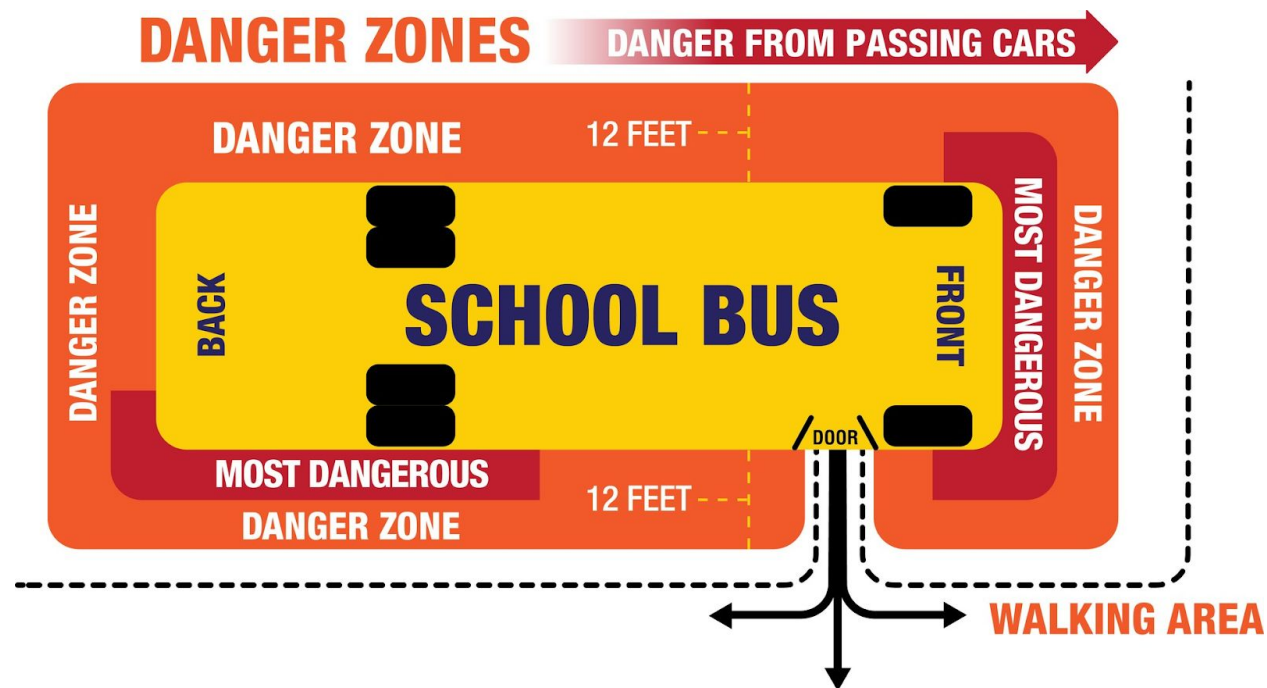 DANGER ZONES
DANGER FROM PASSING CARS
DANGER ZONE
12 FEET
DANGER ZONE
BACK
SCHOOL BUS
FRONT
MOST DANGEROUS
DANGER ZONE
DOOR
MOST DANGEROUS
12 FEET
DANGER ZONE
WALKING AREA